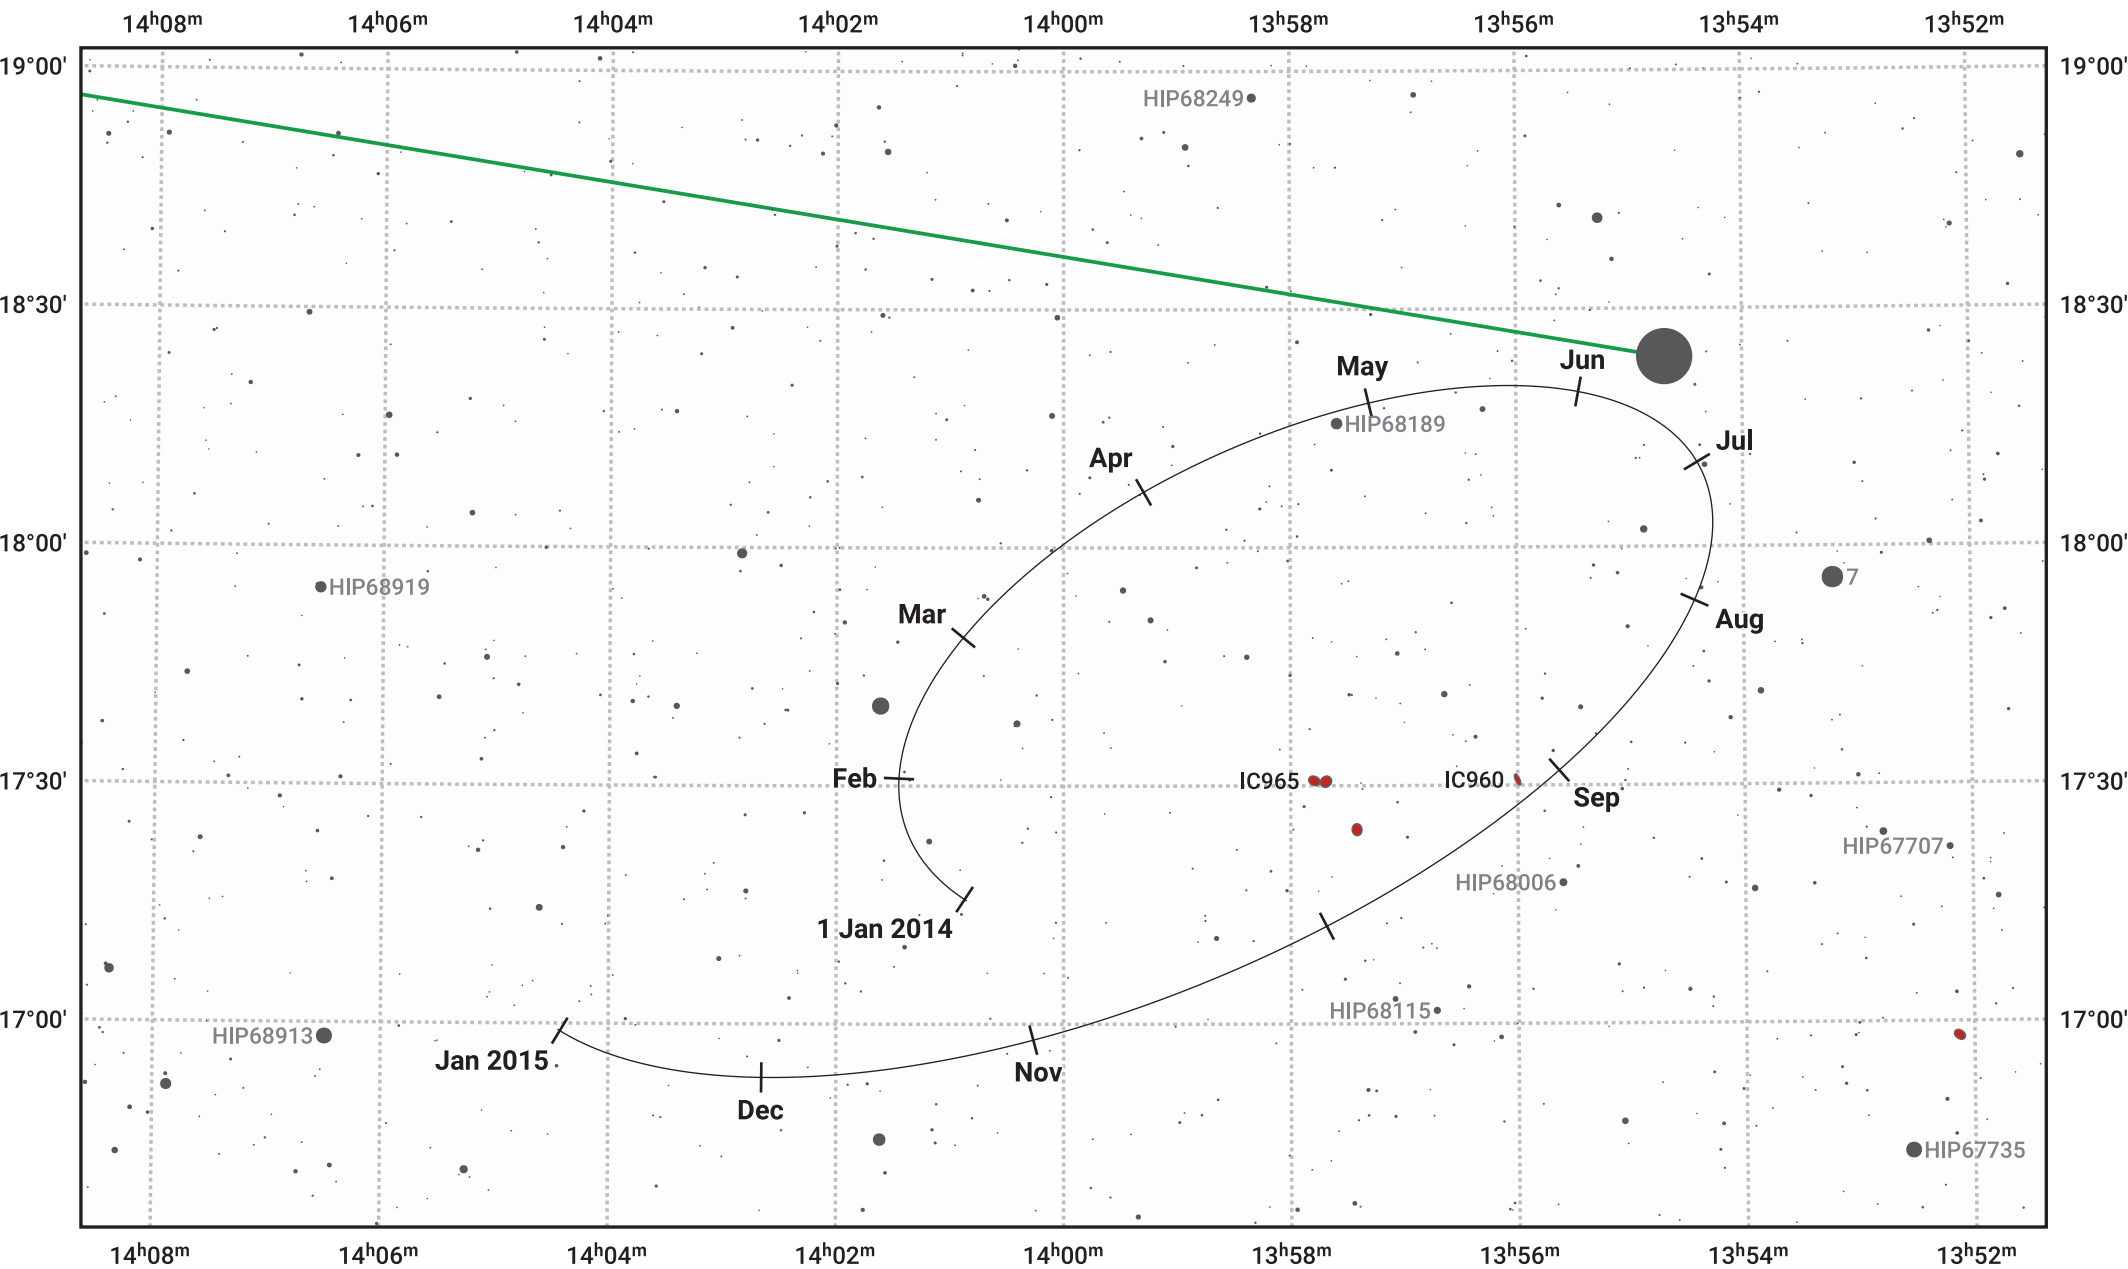 14ʰ08ᵐ 14ʰ06ᵐ 14ʰ04ᵐ 14ʰ02ᵐ 14ʰ00ᵐ 13ʰ58ᵐ 13ʰ56ᵐ 13ʰ54ᵐ 13ʰ52ᵐ
19°00' 19°00'
HIP68249
18°30' 18°30'
May Jun
HIP68189
Jul
Apr
18°00' 18°00'
HIP68919 7
Mar Aug
Feb
17°30' IC965 IC960 17°30'
Sep
HIP67707
HIP68006
1 Jan 2014
HIP68115
17°00' 17°00'
HIP68913
Jan 2015
Nov
Dec
HIP67735
14ʰ08ᵐ 14ʰ06ᵐ 14ʰ04ᵐ 14ʰ02ᵐ 14ʰ00ᵐ 13ʰ58ᵐ 13ʰ56ᵐ 13ʰ54ᵐ 13ʰ52ᵐ